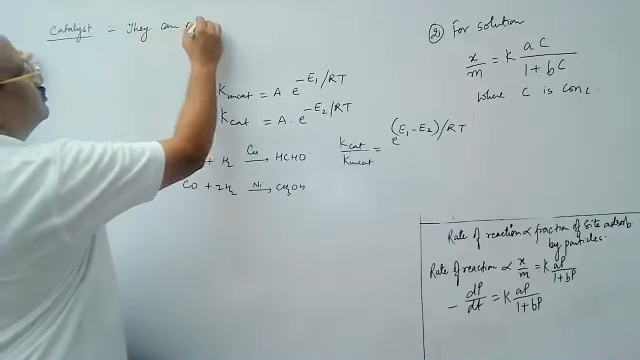 Catalyst = They can
Kuncat = A e^-E1/RT
Kcat = A. e^-E2/RT
+ H2 Cu→ HCHO
CO + 2H2 Ni→ CH3OH
kcat/kuncat = e^(E1-E2)/RT
(2) For solution
x/m = K aC/1+bC
Where C is conc.
Rate of reaction ∝ fraction of site adsorb
by particles.
Rate of reaction ∝ x/m = K aP/1+bP
- dP/dt = K aP/1+bP